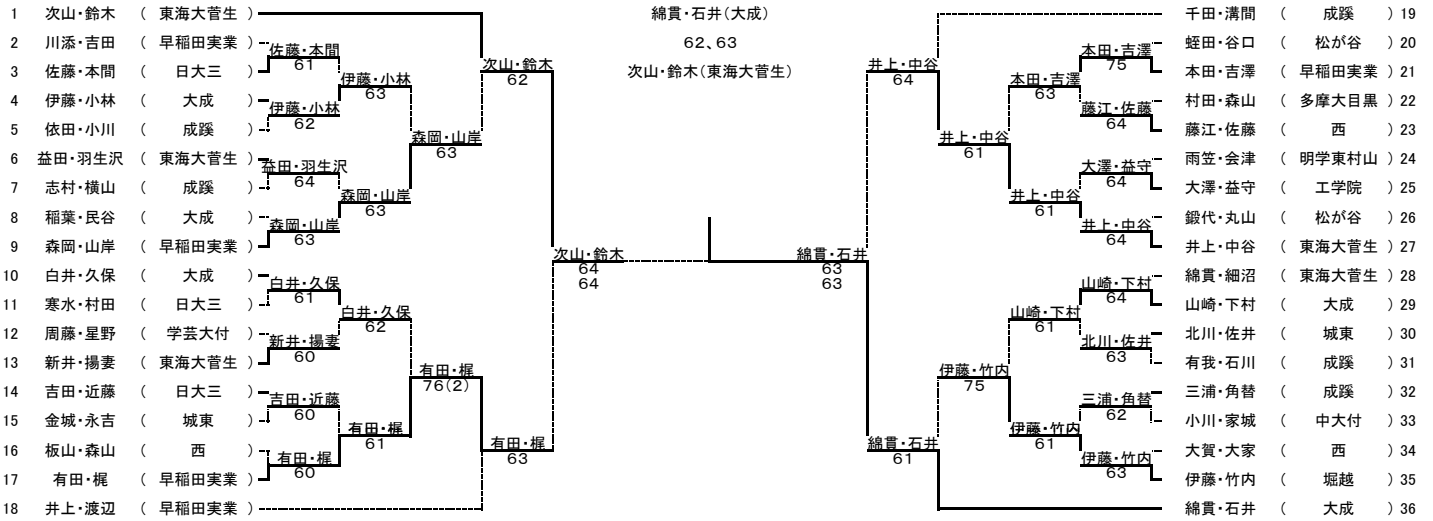 綿貫・石井(大成)
62、63
次山・鈴木(東海大菅生)
1 次山・鈴木 ( 東海大菅生 )
2 川添・吉田 ( 早稲田実業 )
3 佐藤・本間 ( 日大三 )
4 伊藤・小林 ( 大成 )
5 依田・小川 ( 成蹊 )
6 益田・羽生沢 ( 東海大菅生 )
7 志村・横山 ( 成蹊 )
8 稲葉・民谷 ( 大成 )
9 森岡・山岸 ( 早稲田実業 )
10 白井・久保 ( 大成 )
11 寒水・村田 ( 日大三 )
12 周藤・星野 ( 学芸大付 )
13 新井・揚妻 ( 東海大菅生 )
14 吉田・近藤 ( 日大三 )
15 金城・永吉 ( 城東 )
16 板山・森山 ( 西 )
17 有田・梶 ( 早稲田実業 )
18 井上・渡辺 ( 早稲田実業 )
佐藤・本間
61
伊藤・小林
62
益田・羽生沢
64
森岡・山岸
63
白井・久保
61
新井・揚妻
60
吉田・近藤
60
有田・梶
60
伊藤・小林
63
森岡・山岸
63
白井・久保
62
有田・梶
61
森岡・山岸
63
有田・梶
76(2)
次山・鈴木
62
有田・梶
63
次山・鈴木
64
64
綿貫・石井
63
63
井上・中谷
64
綿貫・石井
61
井上・中谷
61
伊藤・竹内
75
本田・吉澤
63
井上・中谷
61
山崎・下村
61
伊藤・竹内
61
本田・吉澤
75
藤江・佐藤
64
大澤・益守
64
井上・中谷
64
山崎・下村
64
北川・佐井
63
三浦・角替
62
伊藤・竹内
63
千田・溝間 ( 成蹊 ) 19
蛭田・谷口 ( 松が谷 ) 20
本田・吉澤 ( 早稲田実業 ) 21
村田・森山 ( 多摩大目黒 ) 22
藤江・佐藤 ( 西 ) 23
雨笠・会津 ( 明学東村山 ) 24
大澤・益守 ( 工学院 ) 25
鍛代・丸山 ( 松が谷 ) 26
井上・中谷 ( 東海大菅生 ) 27
綿貫・細沼 ( 東海大菅生 ) 28
山崎・下村 ( 大成 ) 29
北川・佐井 ( 城東 ) 30
有我・石川 ( 成蹊 ) 31
三浦・角替 ( 成蹊 ) 32
小川・家城 ( 中大付 ) 33
大賀・大家 ( 西 ) 34
伊藤・竹内 ( 堀越 ) 35
綿貫・石井 ( 大成 ) 36